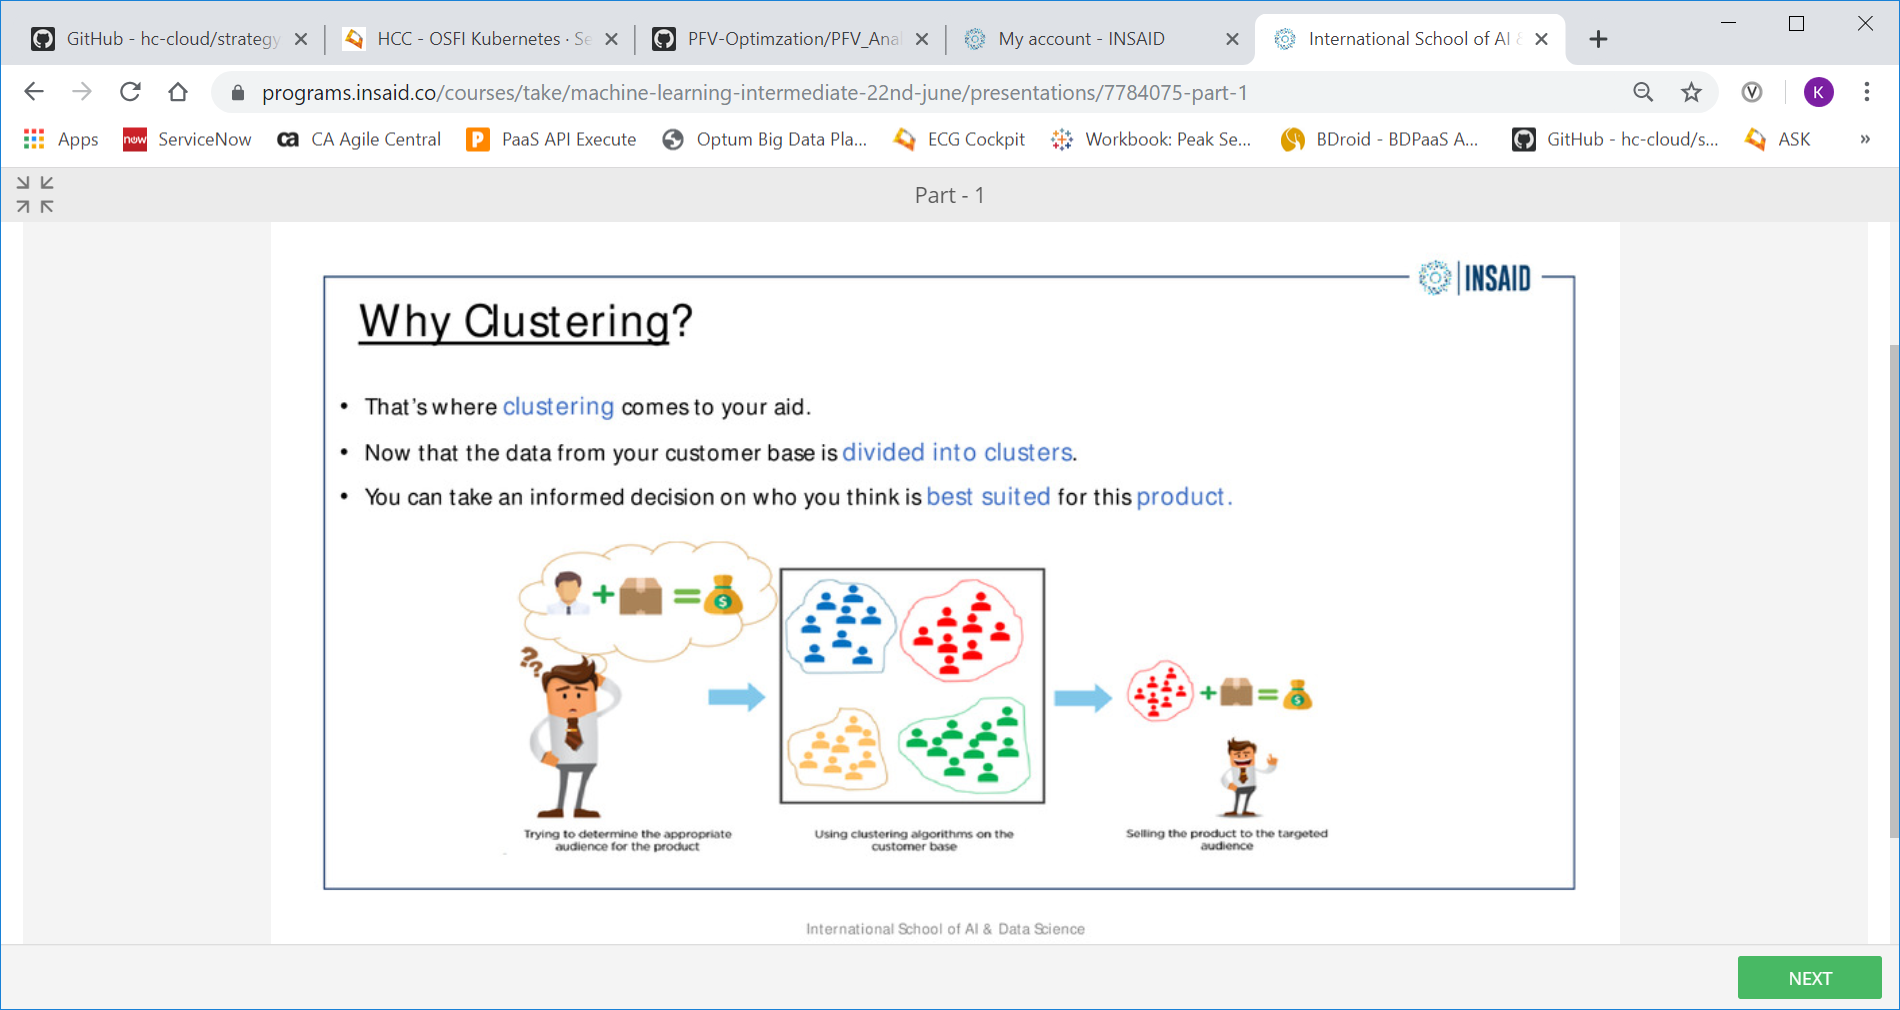 GitHub - hc-cloud/strategy
HCC - OSFI Kubernetes · Se
PFV-Optimzation/PFV_Anal
My account - INSAID
International School of AI &
programs.insaid.co/courses/take/machine-learning-intermediate-22nd-june/presentations/7784075-part-1
K
Apps
now
ServiceNow
ca
CA Agile Central
P
PaaS API Execute
Optum Big Data Pla...
ECG Cockpit
Workbook: Peak Se...
BDroid - BDPaaS A...
GitHub - hc-cloud/s...
ASK
»
Part - 1
INSAID
Why Clustering?
• That's where clustering comes to your aid.
• Now that the data from your customer base is divided into clusters.
• You can take an informed decision on who you think is best suited for this product.
+ = $
??
+ = $
Trying to determine the appropriate
audience for the product
Using clustering algorithms on the
customer base
Selling the product to the targeted
audience
International School of AI & Data Science
NEXT